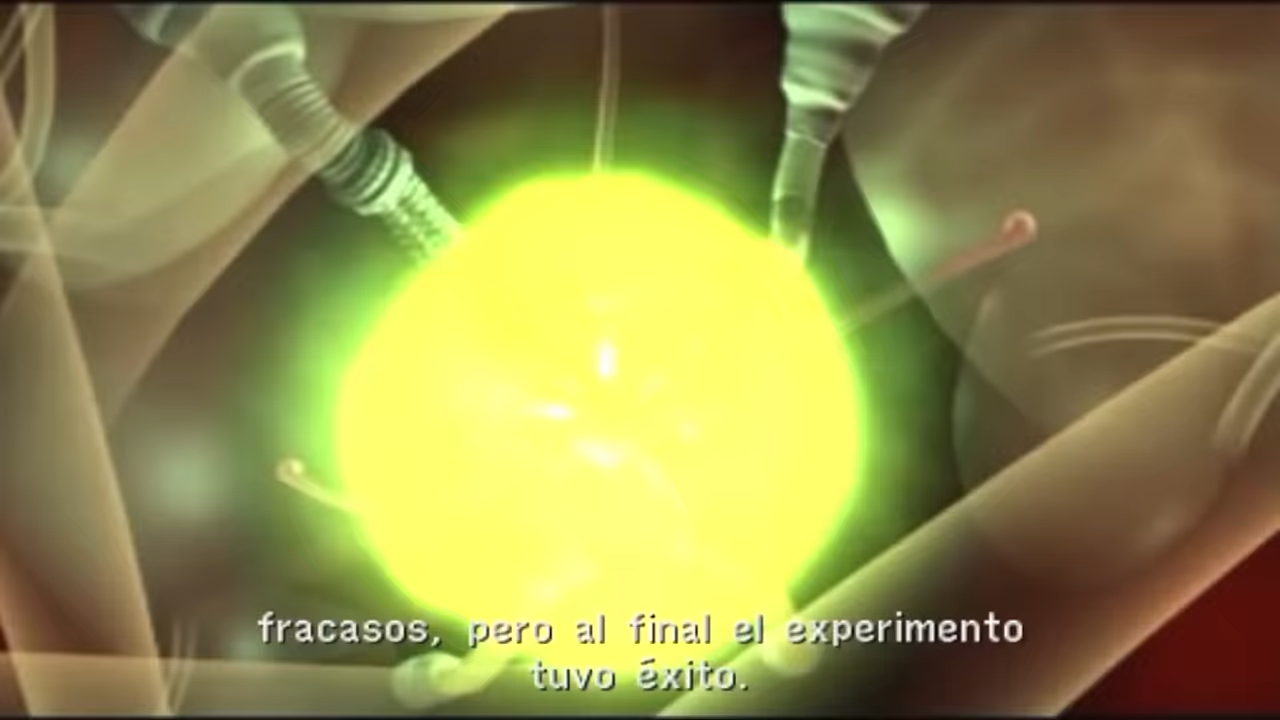 fracasos, pero al final el experimento
tuvo éxito.